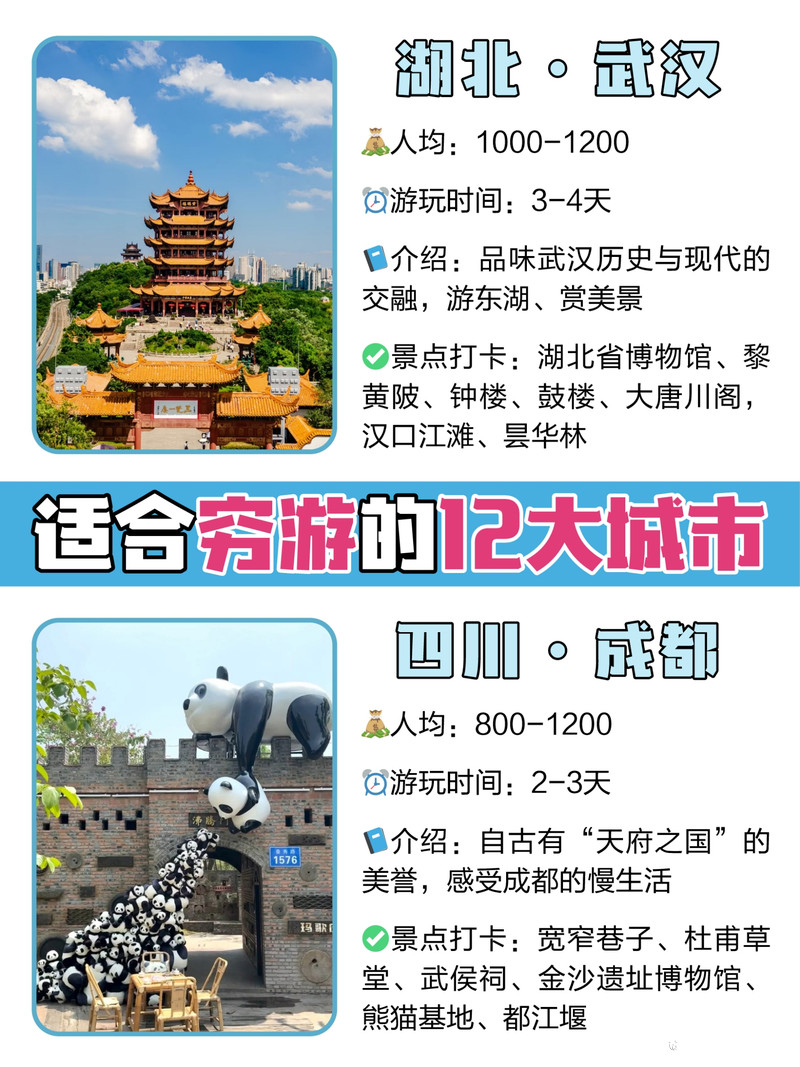 湖北·武汉
人均：1000-1200
游玩时间：3-4天
介绍：品味武汉历史与现代的
交融，游东湖、赏美景
景点打卡：湖北省博物馆、黎
黄陂、钟楼、鼓楼、大唐川阁，
汉口江滩、昙华林
适合穷游的12大城市
四川·成都
人均：800-1200
游玩时间：2-3天
介绍：自古有“天府之国”的
美誉，感受成都的慢生活
景点打卡：宽窄巷子、杜甫草
堂、武侯祠、金沙遗址博物馆、
熊猫基地、都江堰
沸腾
1576
玛歌